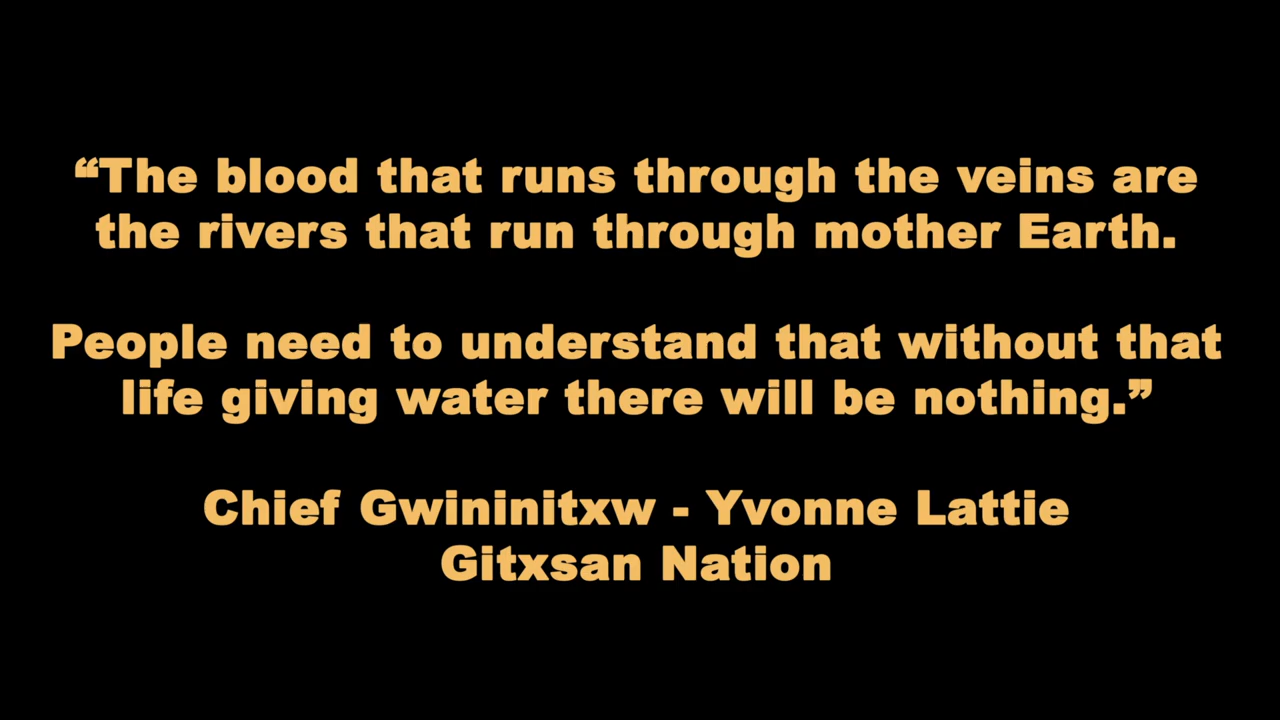 “The blood that runs through the veins are
the rivers that run through mother Earth.
People need to understand that without that
life giving water there will be nothing.”
Chief Gwininitxw - Yvonne Lattie
Gitxsan Nation